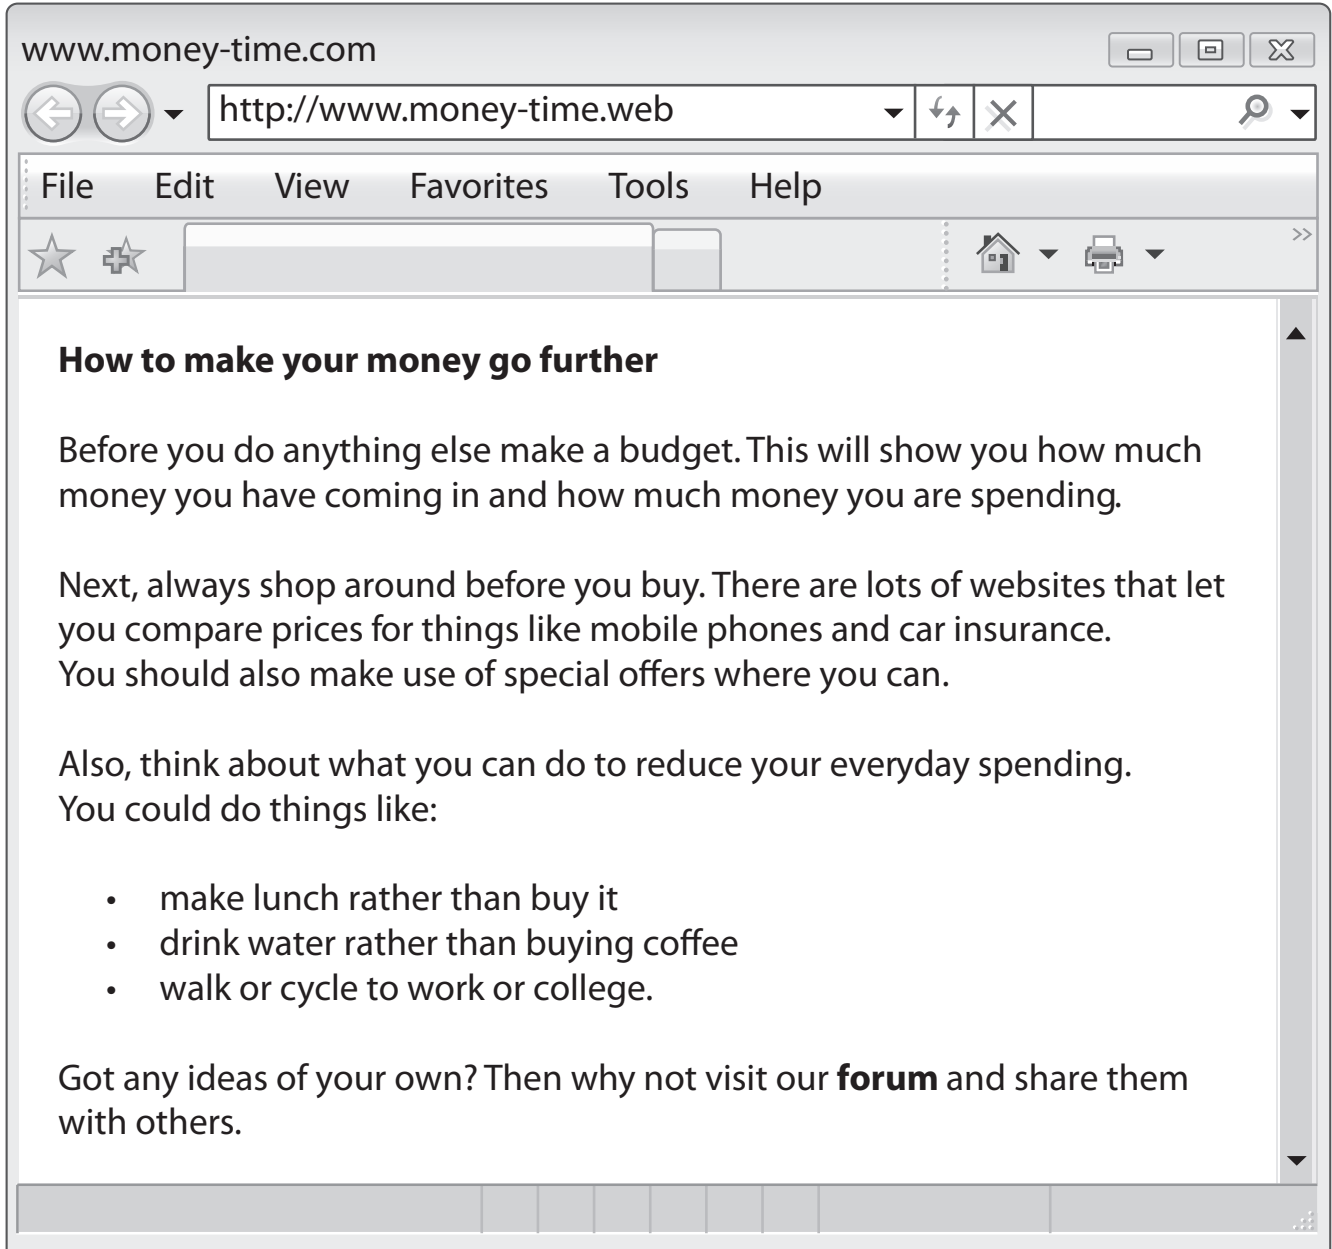 www.money-time.com
http://www.money-time.web
File Edit View Favorites Tools Help
How to make your money go further
Before you do anything else make a budget. This will show you how much
money you have coming in and how much money you are spending.
Next, always shop around before you buy. There are lots of websites that let
you compare prices for things like mobile phones and car insurance.
You should also make use of special offers where you can.
Also, think about what you can do to reduce your everyday spending.
You could do things like:
• make lunch rather than buy it
• drink water rather than buying coffee
• walk or cycle to work or college.
Got any ideas of your own? Then why not visit our forum and share them
with others.